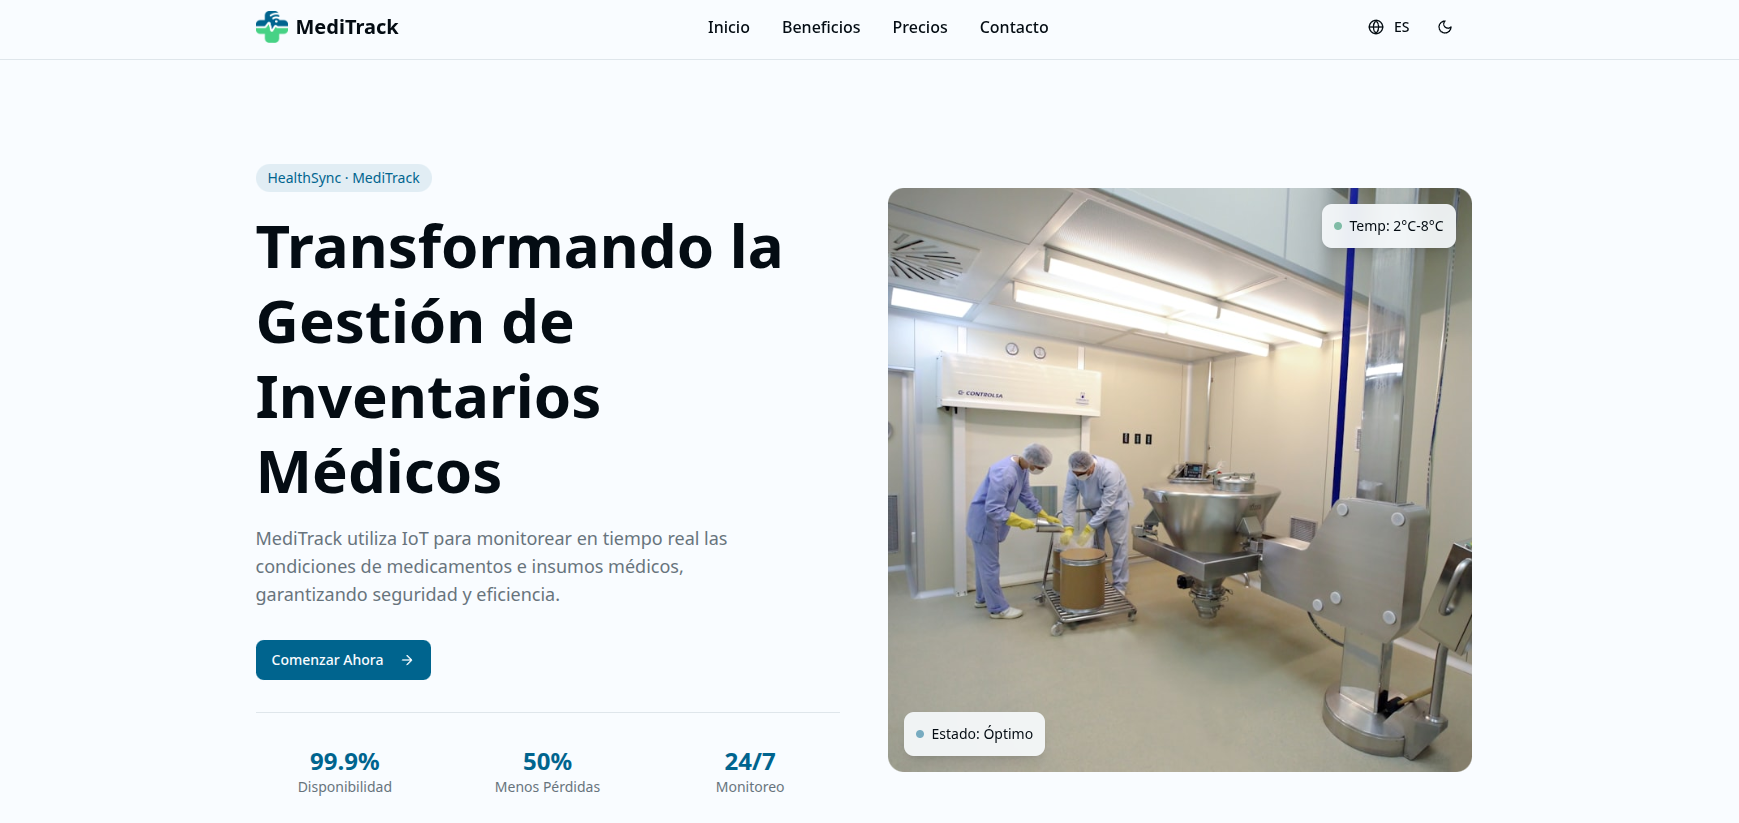 MediTrack
Inicio
Beneficios
Precios
Contacto
ES
HealthSync · MediTrack
Transformando la
Gestión de
Inventarios
Médicos
MediTrack utiliza IoT para monitorear en tiempo real las
condiciones de medicamentos e insumos médicos,
garantizando seguridad y eficiencia.
Comenzar Ahora
99.9%
Disponibilidad
50%
Menos Pérdidas
24/7
Monitoreo
Temp: 2°C-8°C
CONTROLSA
Estado: Óptimo